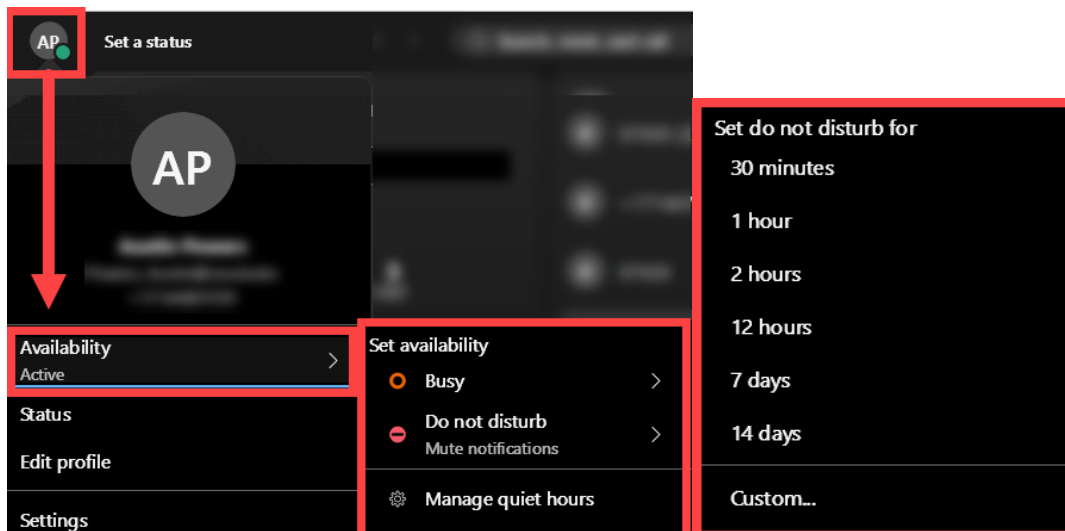 AP
Set a status
AP
Availability
Active
Status
Edit profile
Settings
Set availability
Busy
Do not disturb
Mute notifications
Manage quiet hours
Set do not disturb for
30 minutes
1 hour
2 hours
12 hours
7 days
14 days
Custom...